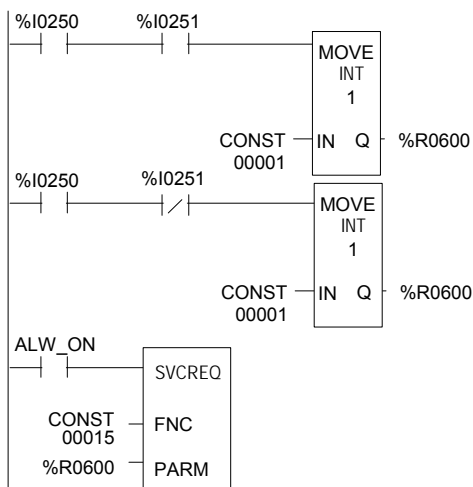 %I0250 %I0251
MOVE
INT
1
CONST IN Q %R0600
00001
%I0250 %I0251
MOVE
INT
1
CONST IN Q %R0600
00001
ALW_ON
SVCREQ
CONST FNC
00015
%R0600 PARM